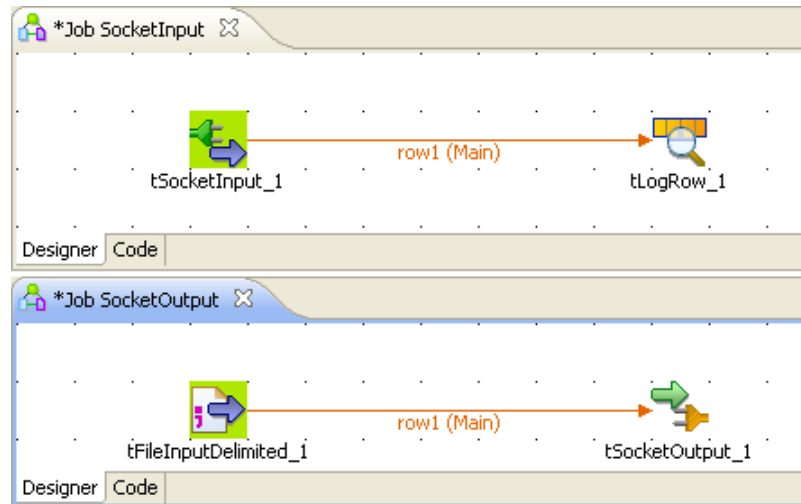 *Job SocketInput
row1 (Main)
tSocketInput_1
tLogRow_1
Designer Code
*Job SocketOutput
row1 (Main)
tFileInputDelimited_1
tSocketOutput_1
Designer Code